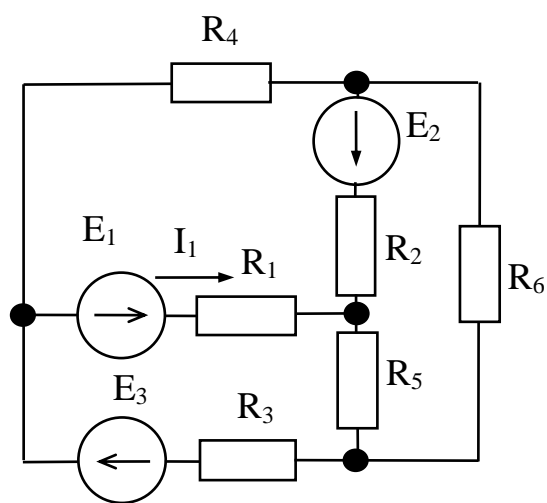 R₄
E₂
E₁
I₁
R₁
R₂
R₆
E₃
R₃
R₅